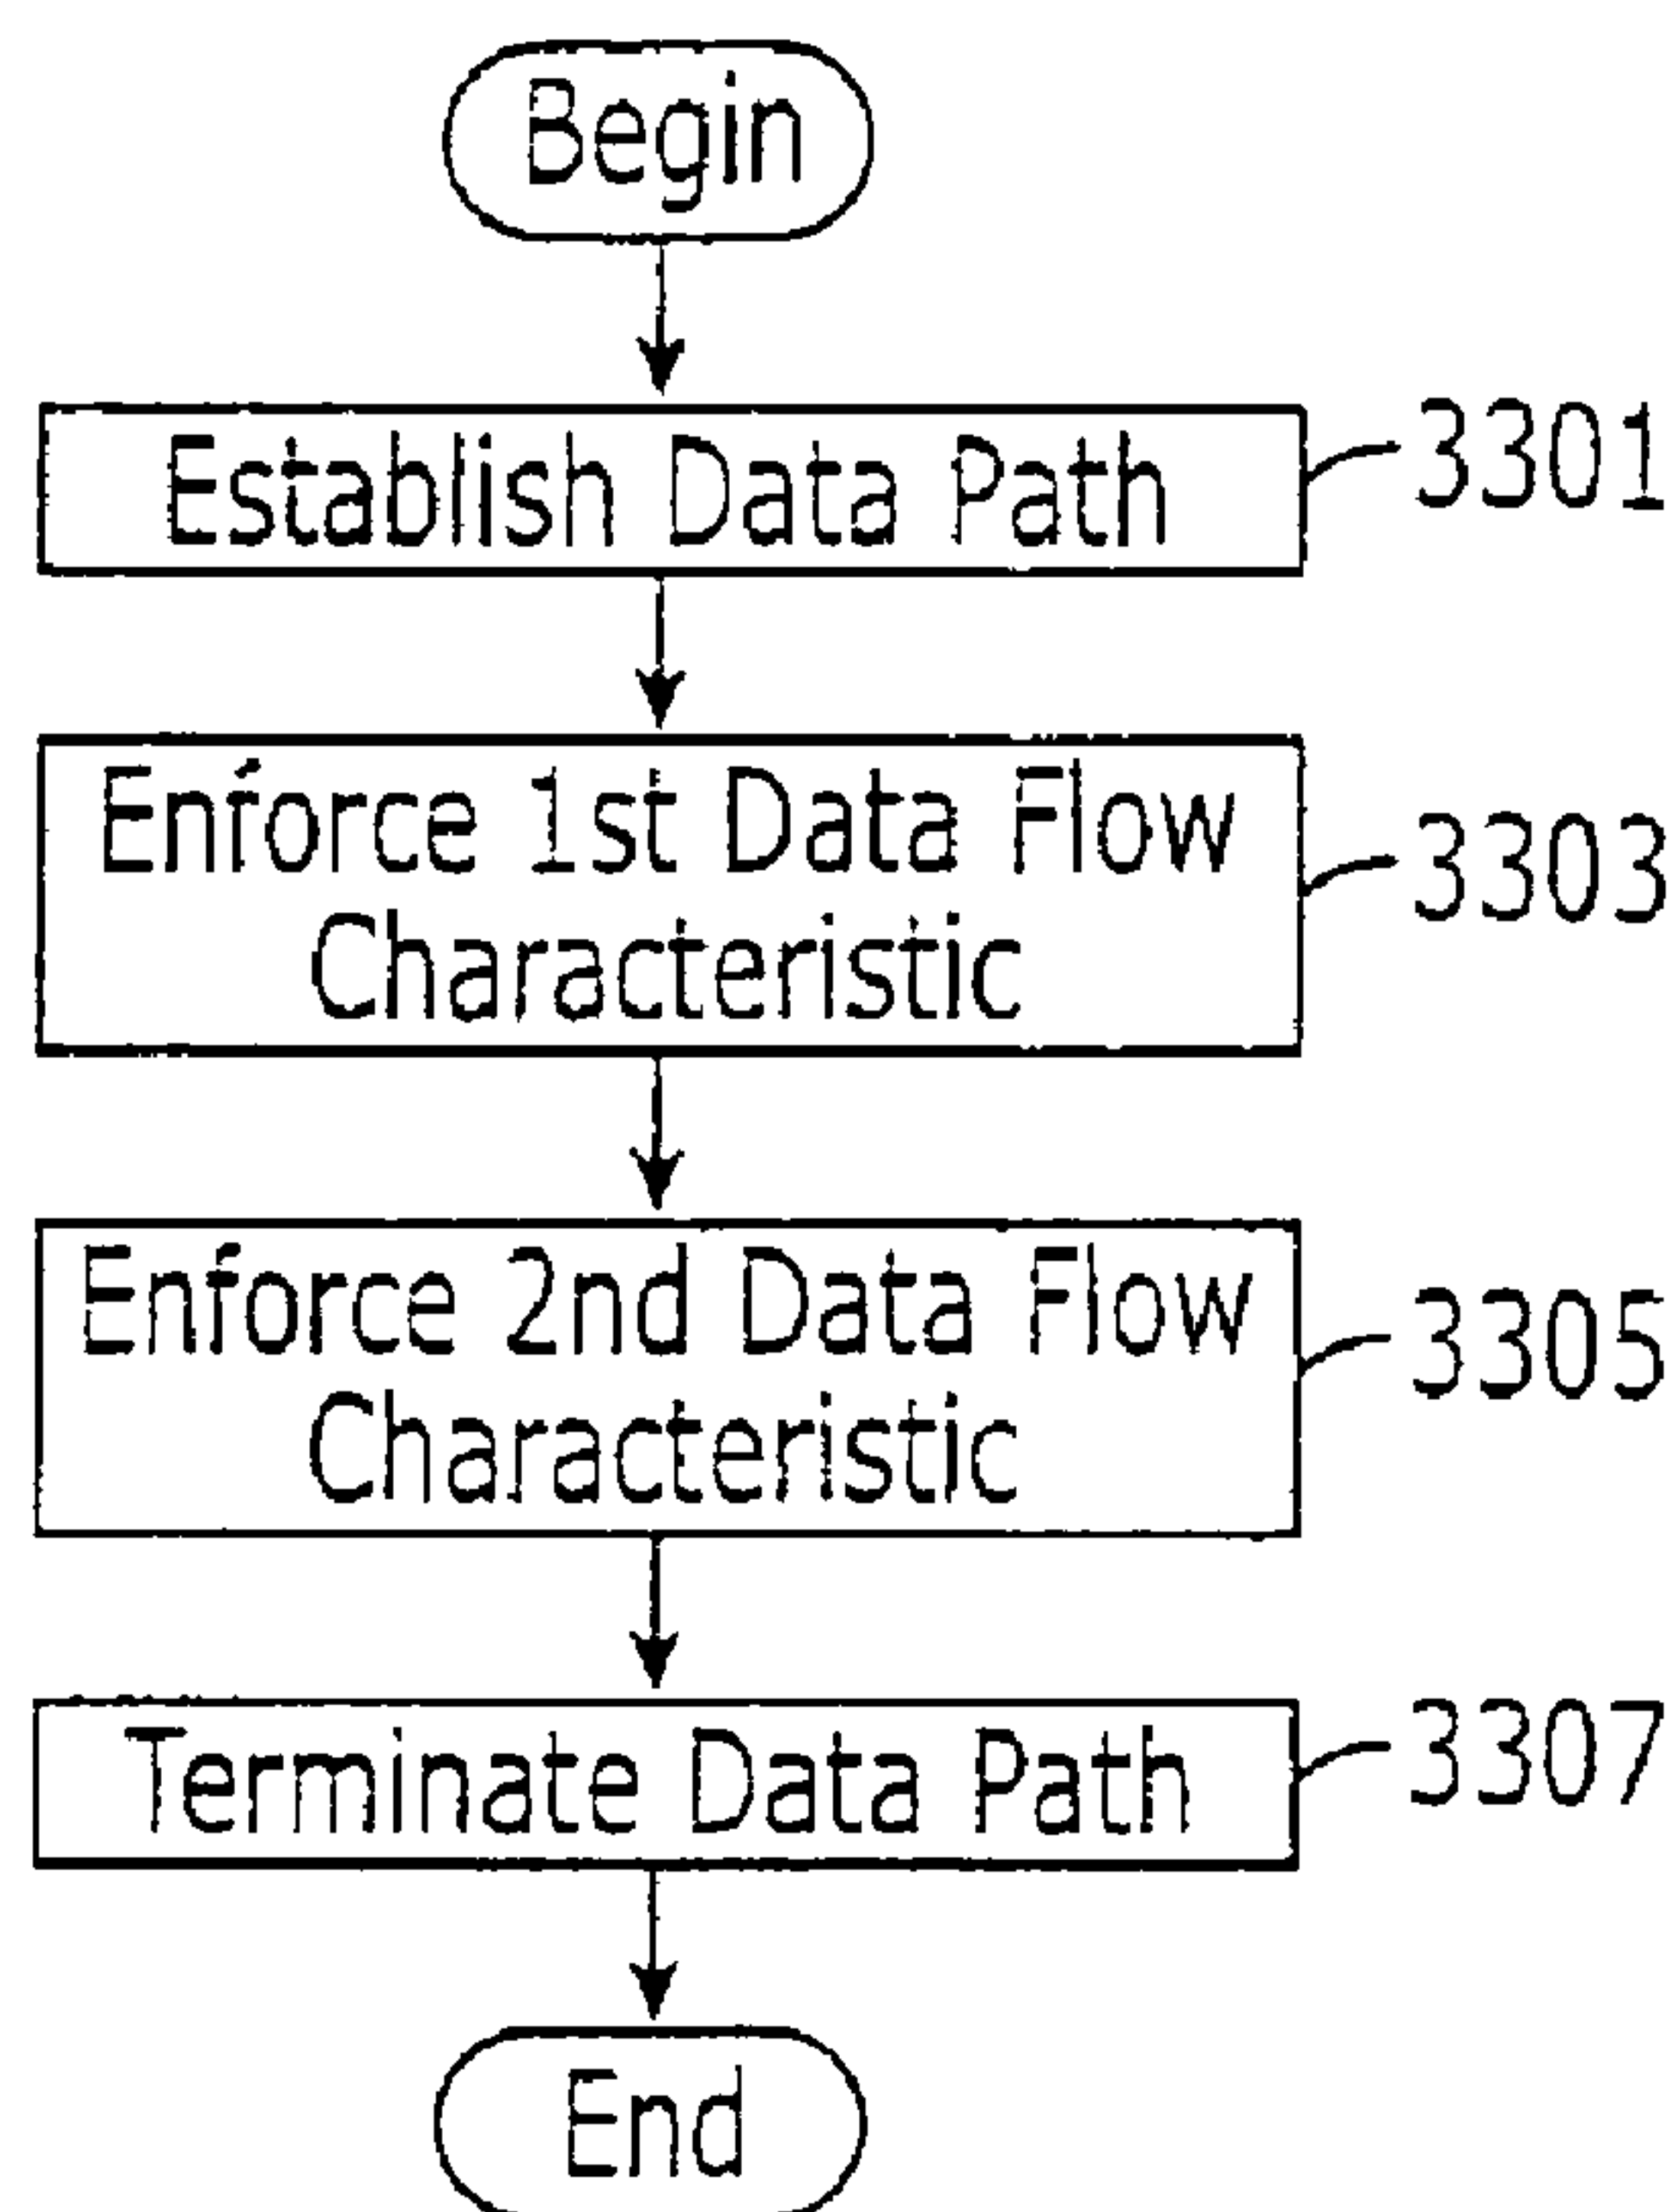 Begin
Establish Data Path
3301
Enforce 1st Data Flow
Characteristic
3303
Enforce 2nd Data Flow
Characteristic
3305
Terminate Data Path
3307
End